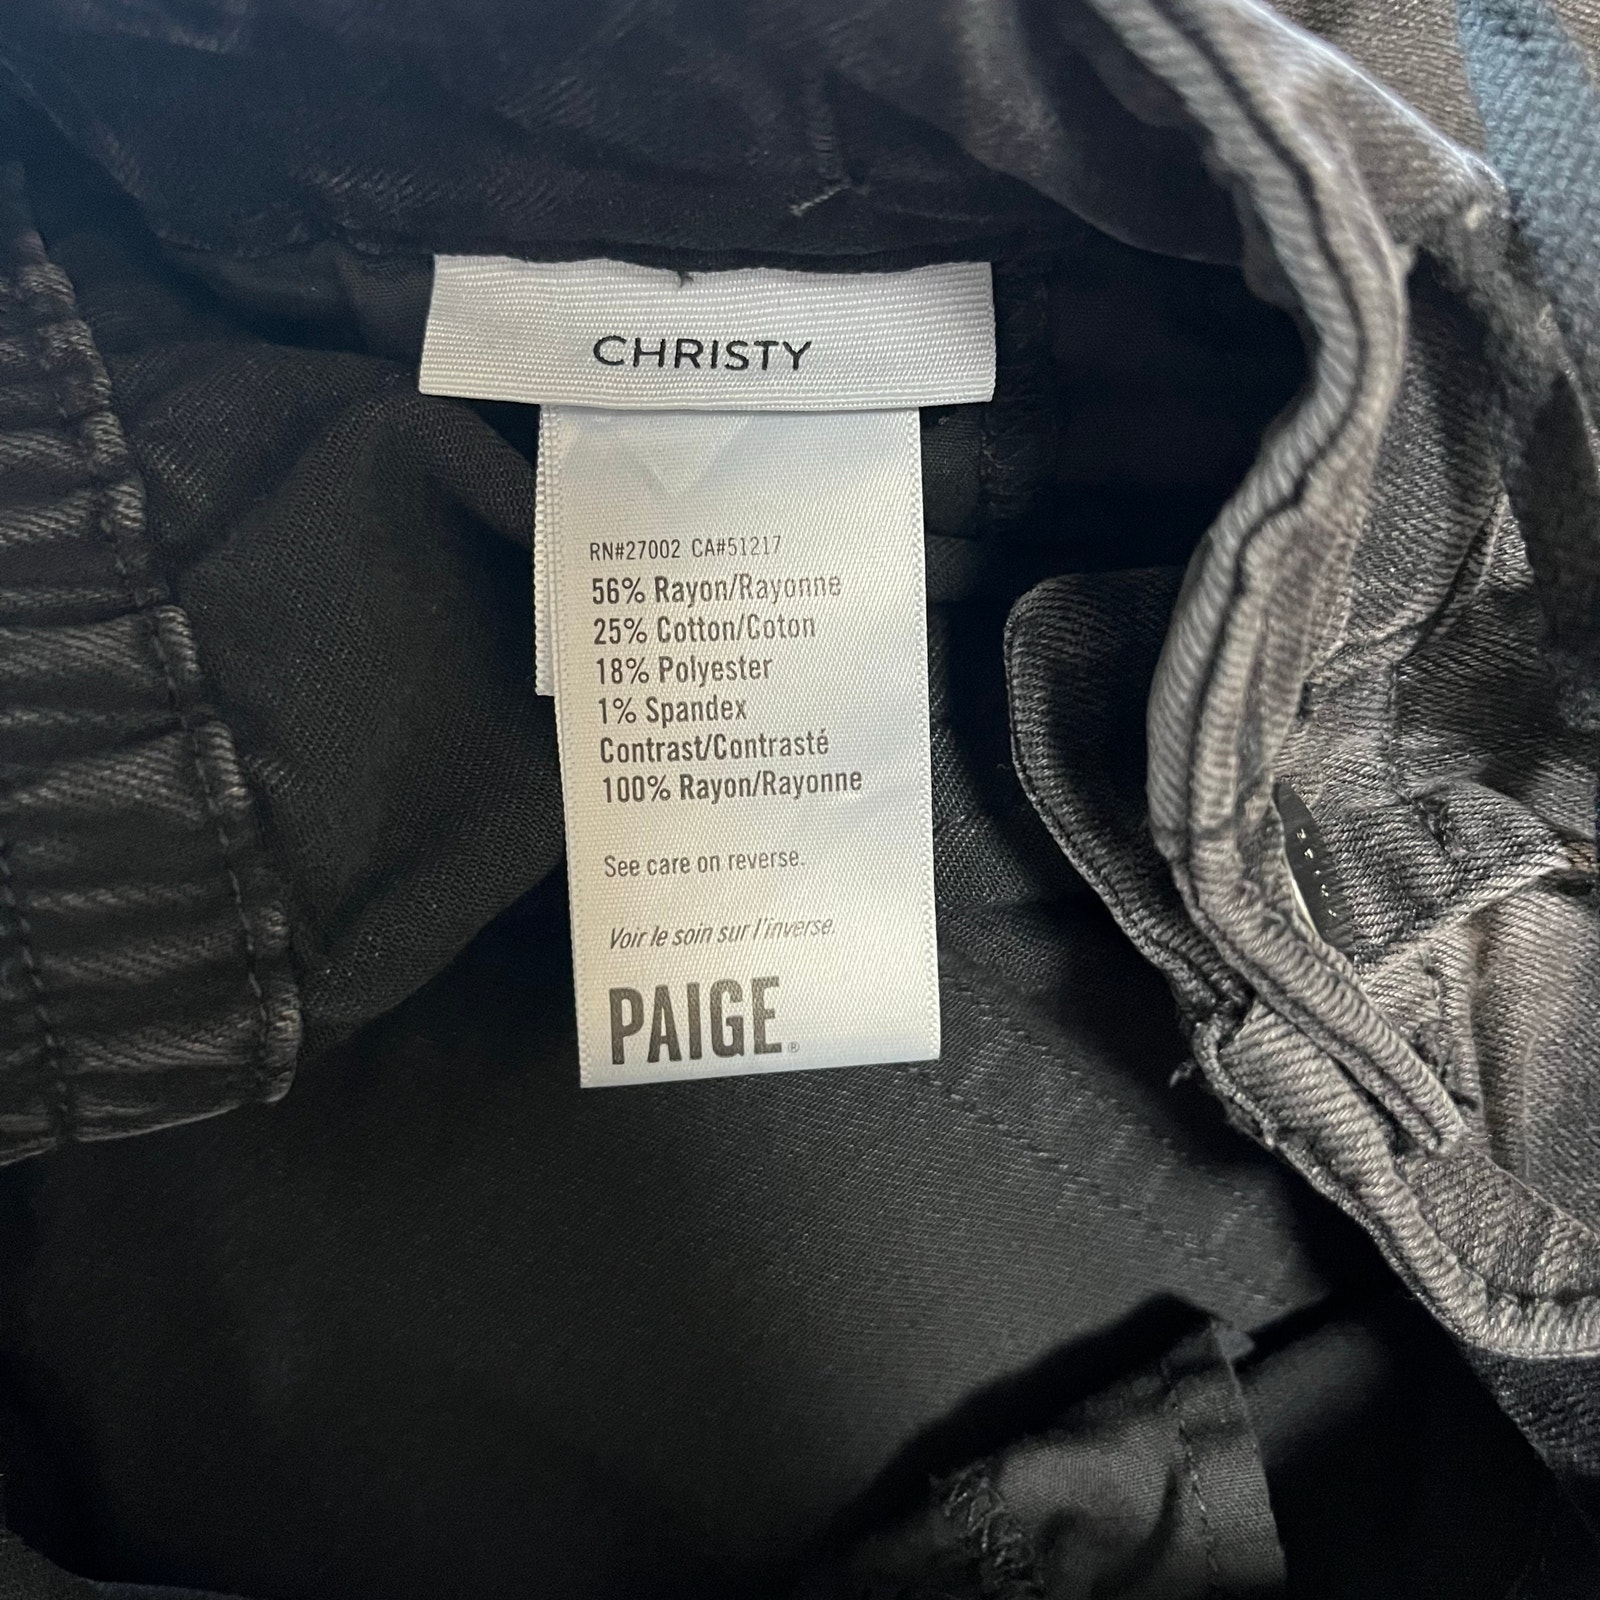 CHRISTY
RN#27002 CA#51217
56% Rayon/Rayonne
25% Cotton/Coton
18% Polyester
1% Spandex
Contrast/Contrasté
100% Rayon/Rayonne
See care on reverse.
Voir le soin sur l'inverse.
PAIGE®